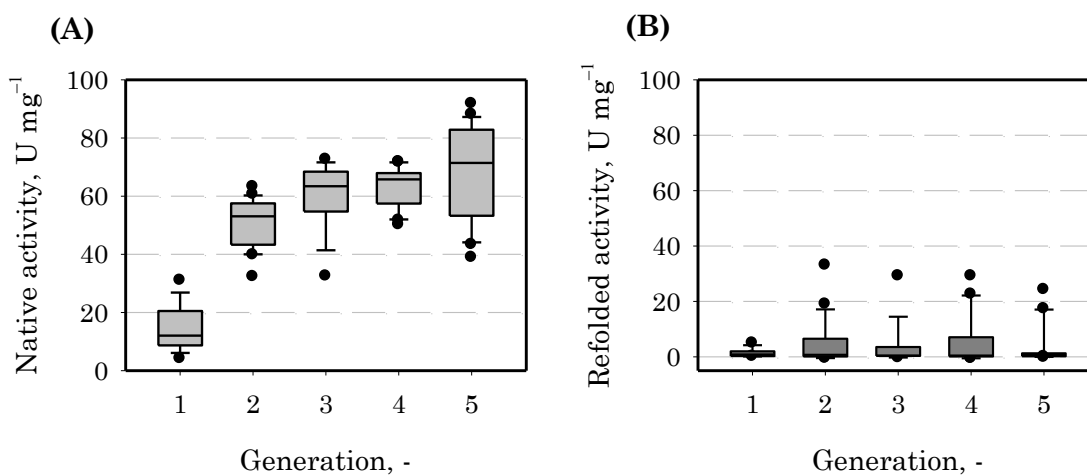 (A)
(B)
Native activity, U mg⁻¹
100
80
60
40
20
0
1 2 3 4 5
Generation, -
Refolded activity, U mg⁻¹
100
80
60
40
20
0
1 2 3 4 5
Generation, -